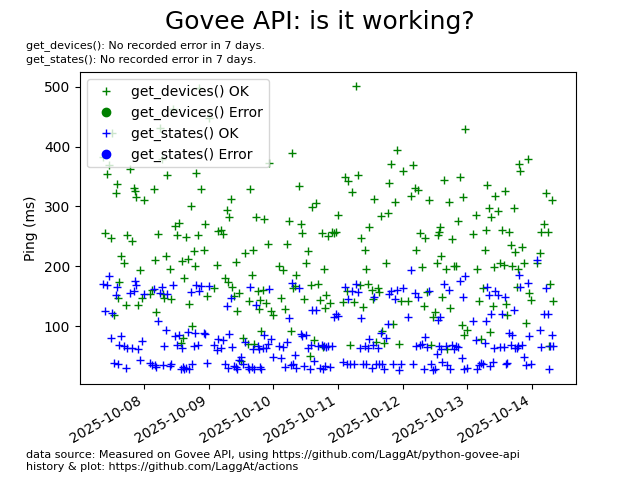 Govee API: is it working?
get_devices(): No recorded error in 7 days.
get_states(): No recorded error in 7 days.
500
400
300
200
100
Ping (ms)
get_devices() OK
get_devices() Error
get_states() OK
get_states() Error
2025-10-08
2025-10-09
2025-10-10
2025-10-11
2025-10-12
2025-10-13
2025-10-14
data source: Measured on Govee API, using https://github.com/LaggAt/python-govee-api
history & plot: https://github.com/LaggAt/actions